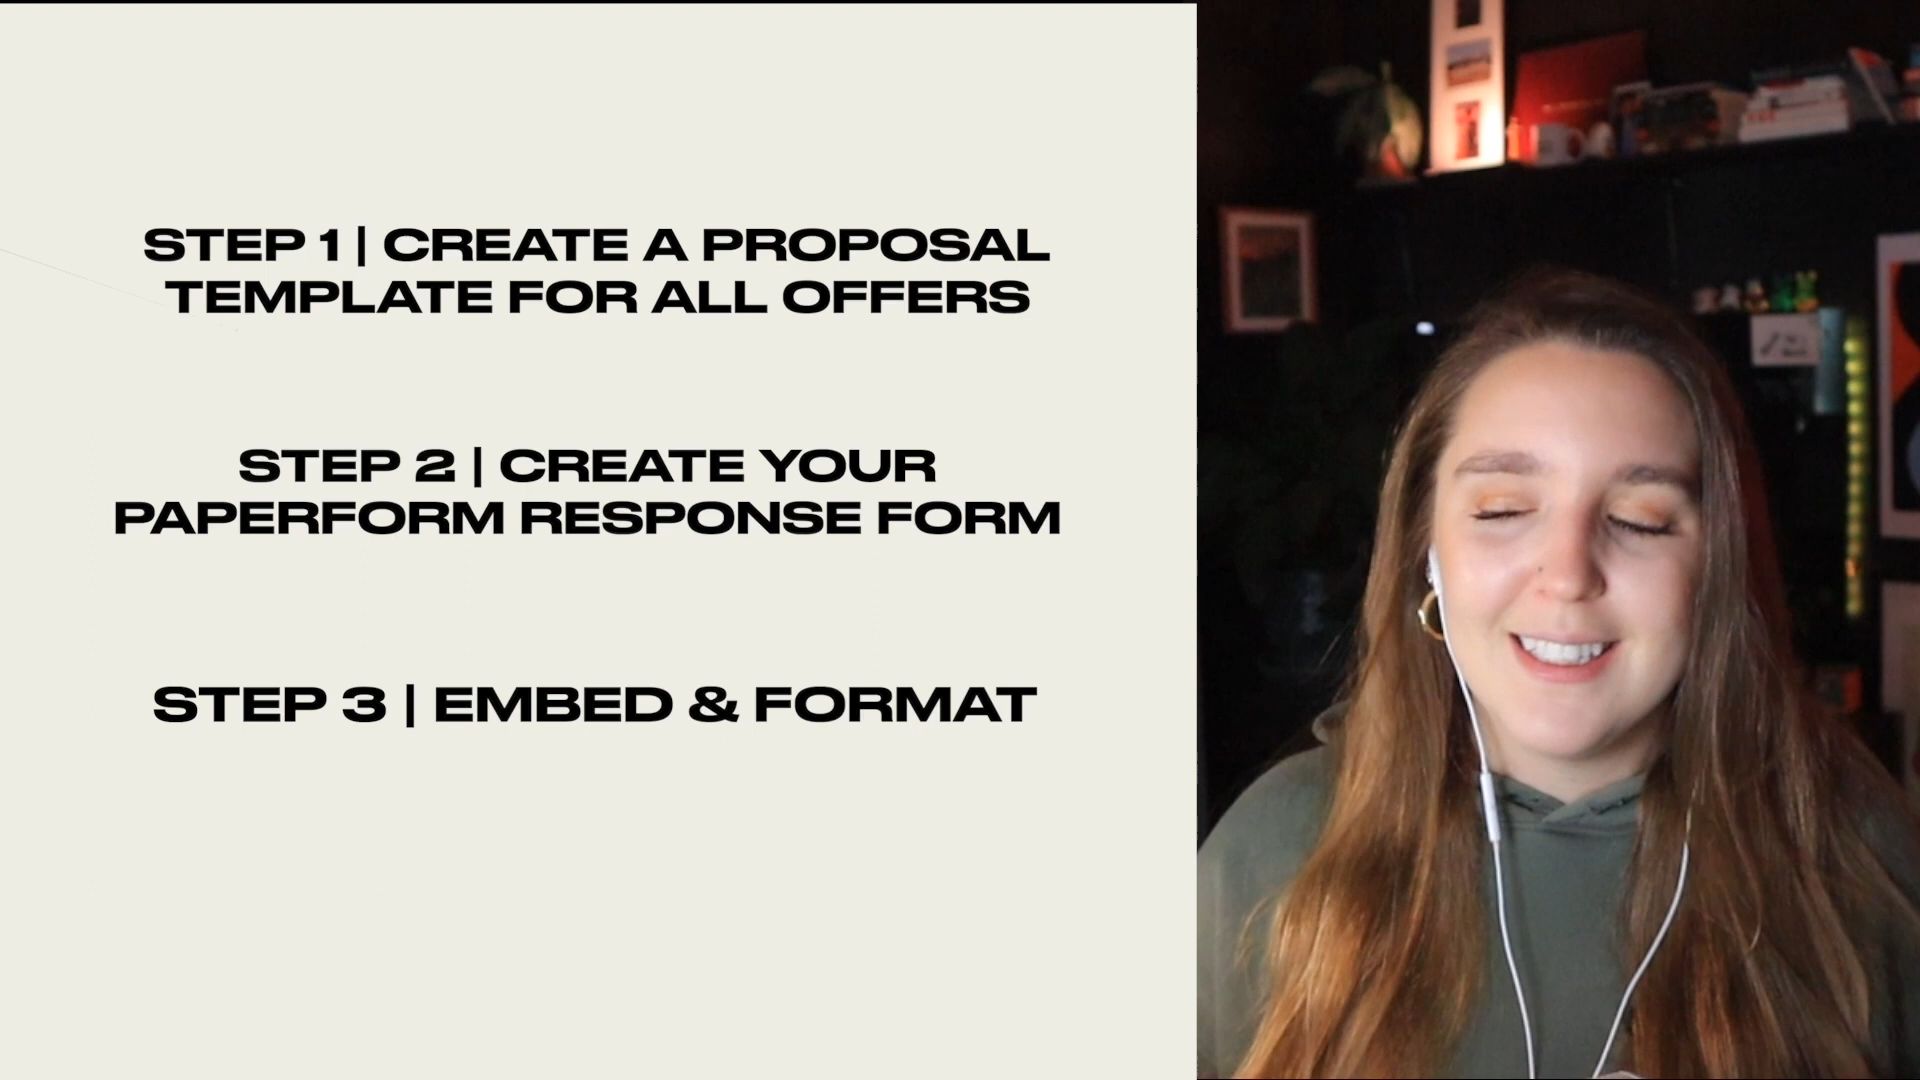 STEP 1 | CREATE A PROPOSAL
TEMPLATE FOR ALL OFFERS
STEP 2 | CREATE YOUR
PAPERFORM RESPONSE FORM
STEP 3 | EMBED & FORMAT